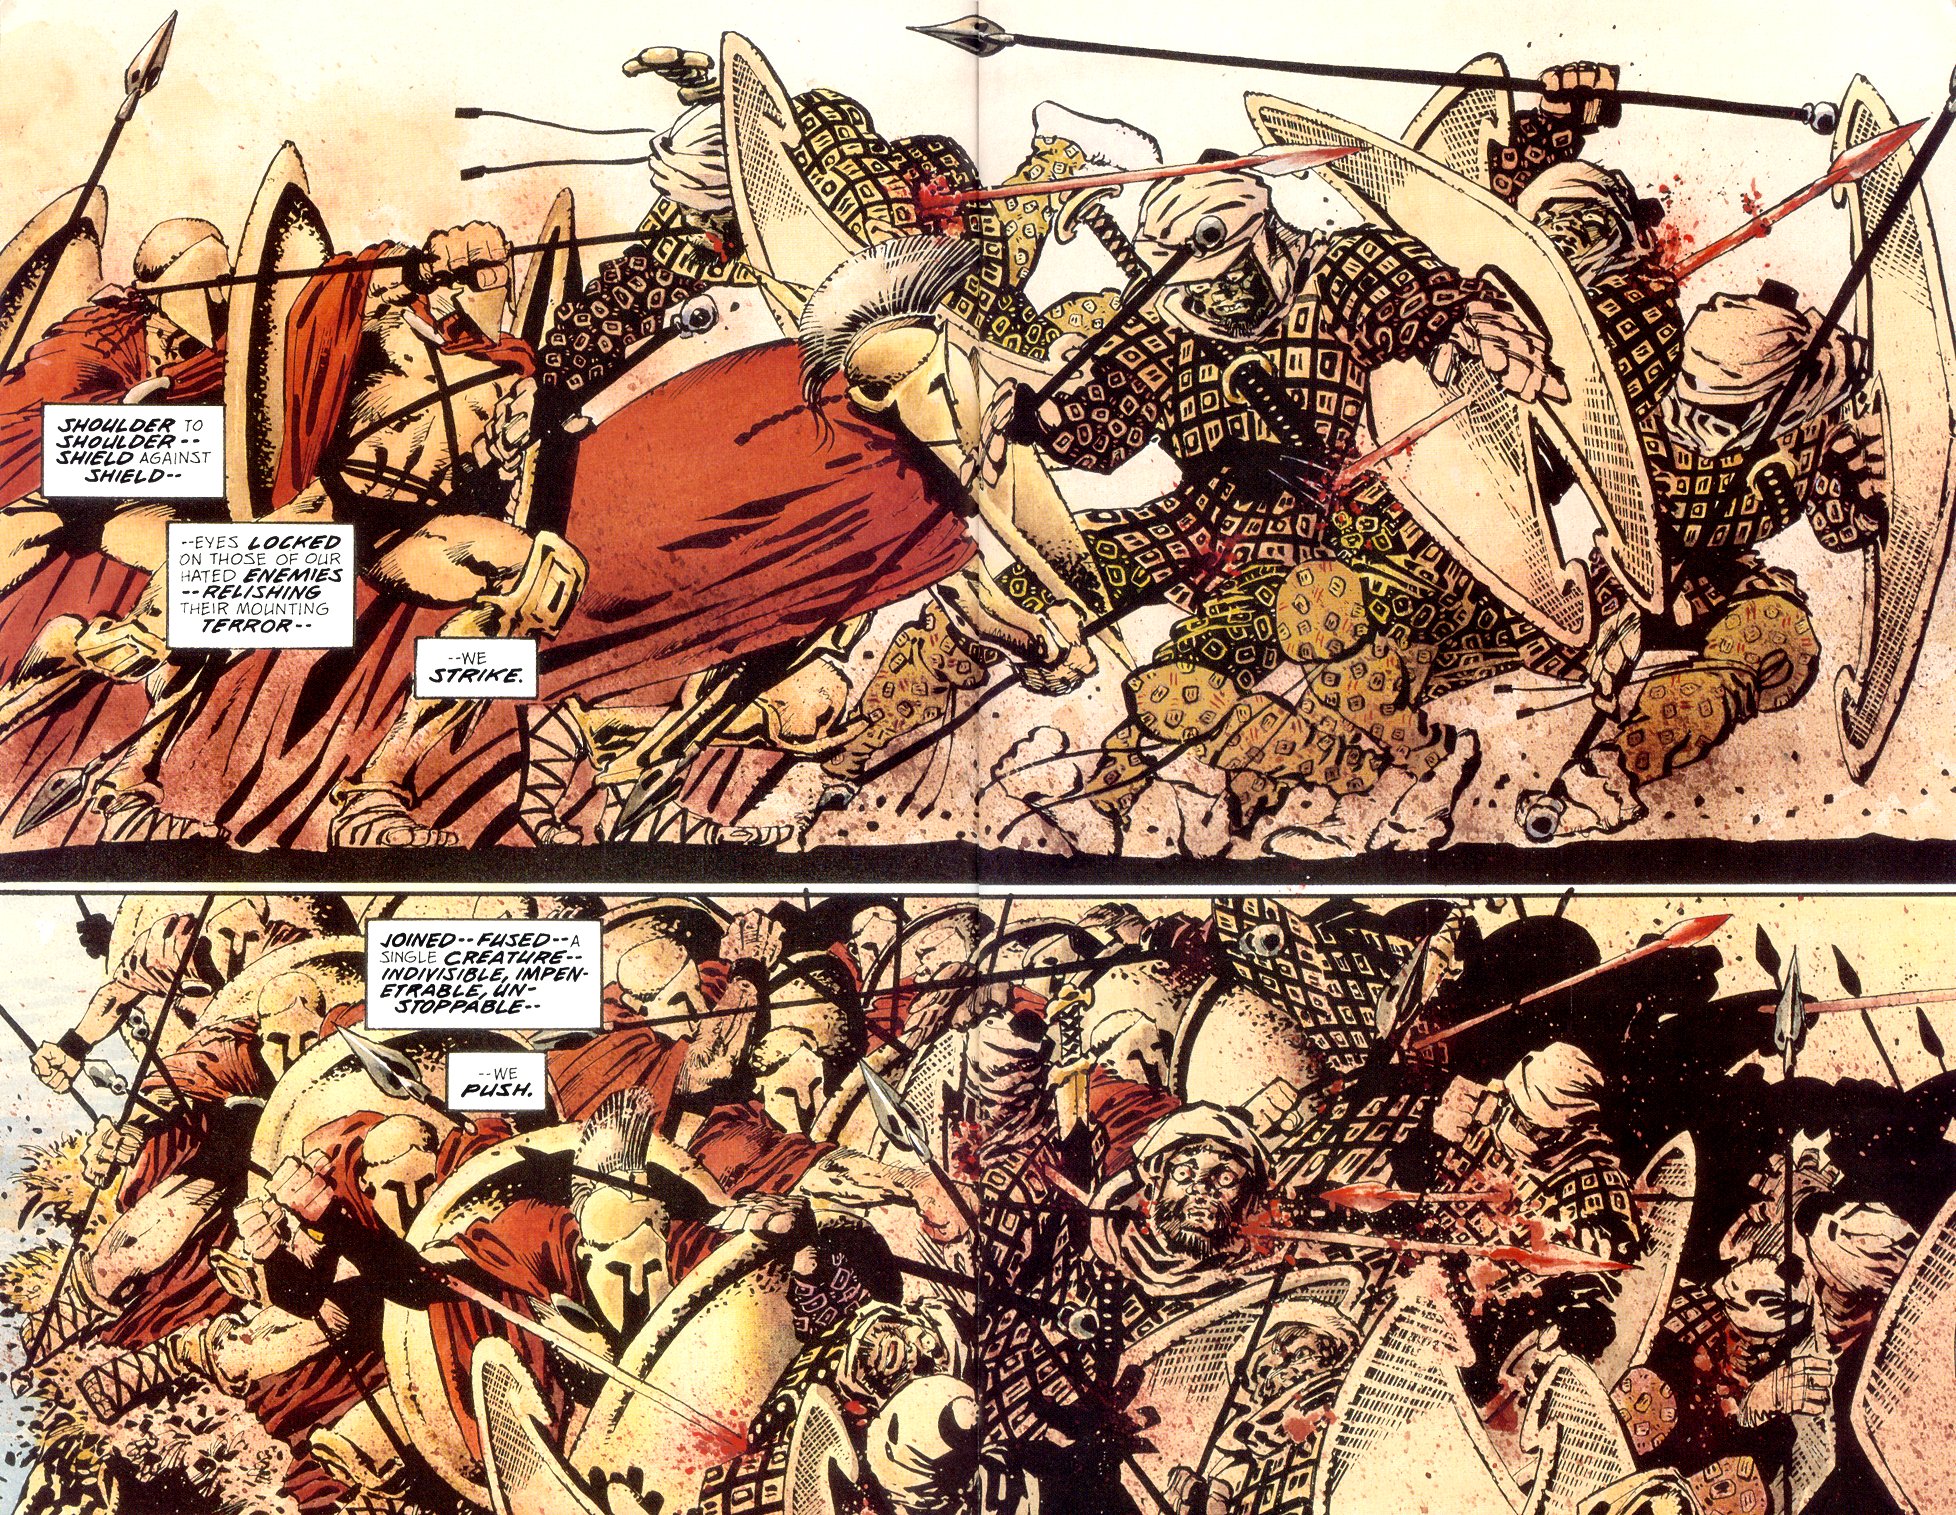 SHOULDER TO
SHOULDER--
SHIELD AGAINST
SHIELD--
--EYES LOCKED
ON THOSE OF OUR
HATED ENEMIES
--RELISHING
THEIR MOUNTING
TERROR--
--WE
STRIKE.
JOINED--FUSED--A
SINGLE CREATURE--
INDIVISIBLE, IMPEN-
ETRABLE, UN-
STOPPABLE--
--WE
PUSH.